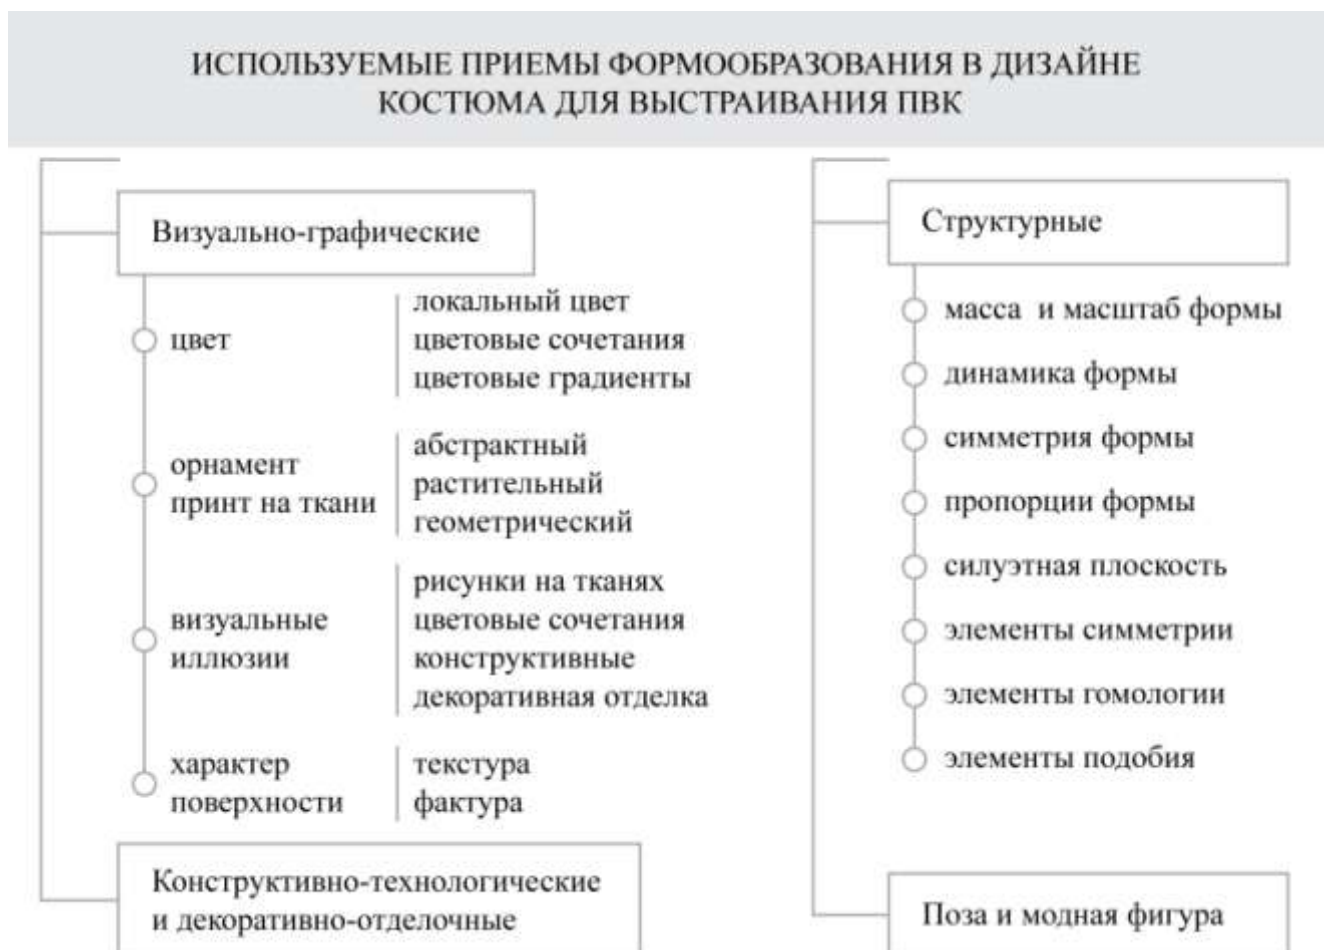 ИСПОЛЬЗУЕМЫЕ ПРИЕМЫ ФОРМООБРАЗОВАНИЯ В ДИЗАЙНЕ
КОСТЮМА ДЛЯ ВЫСТРАИВАНИЯ ПВК
Визуально-графические
цвет
локальный цвет
цветовые сочетания
цветовые градиенты
орнамент
принт на ткани
абстрактный
растительный
геометрический
визуальные
иллюзии
рисунки на тканях
цветовые сочетания
конструктивные
декоративная отделка
характер
поверхности
текстура
фактура
Конструктивно-технологические
и декоративно-отделочные
Структурные
масса и масштаб формы
динамика формы
симметрия формы
пропорции формы
силуэтная плоскость
элементы симметрии
элементы гомологии
элементы подобия
Поза и модная фигура